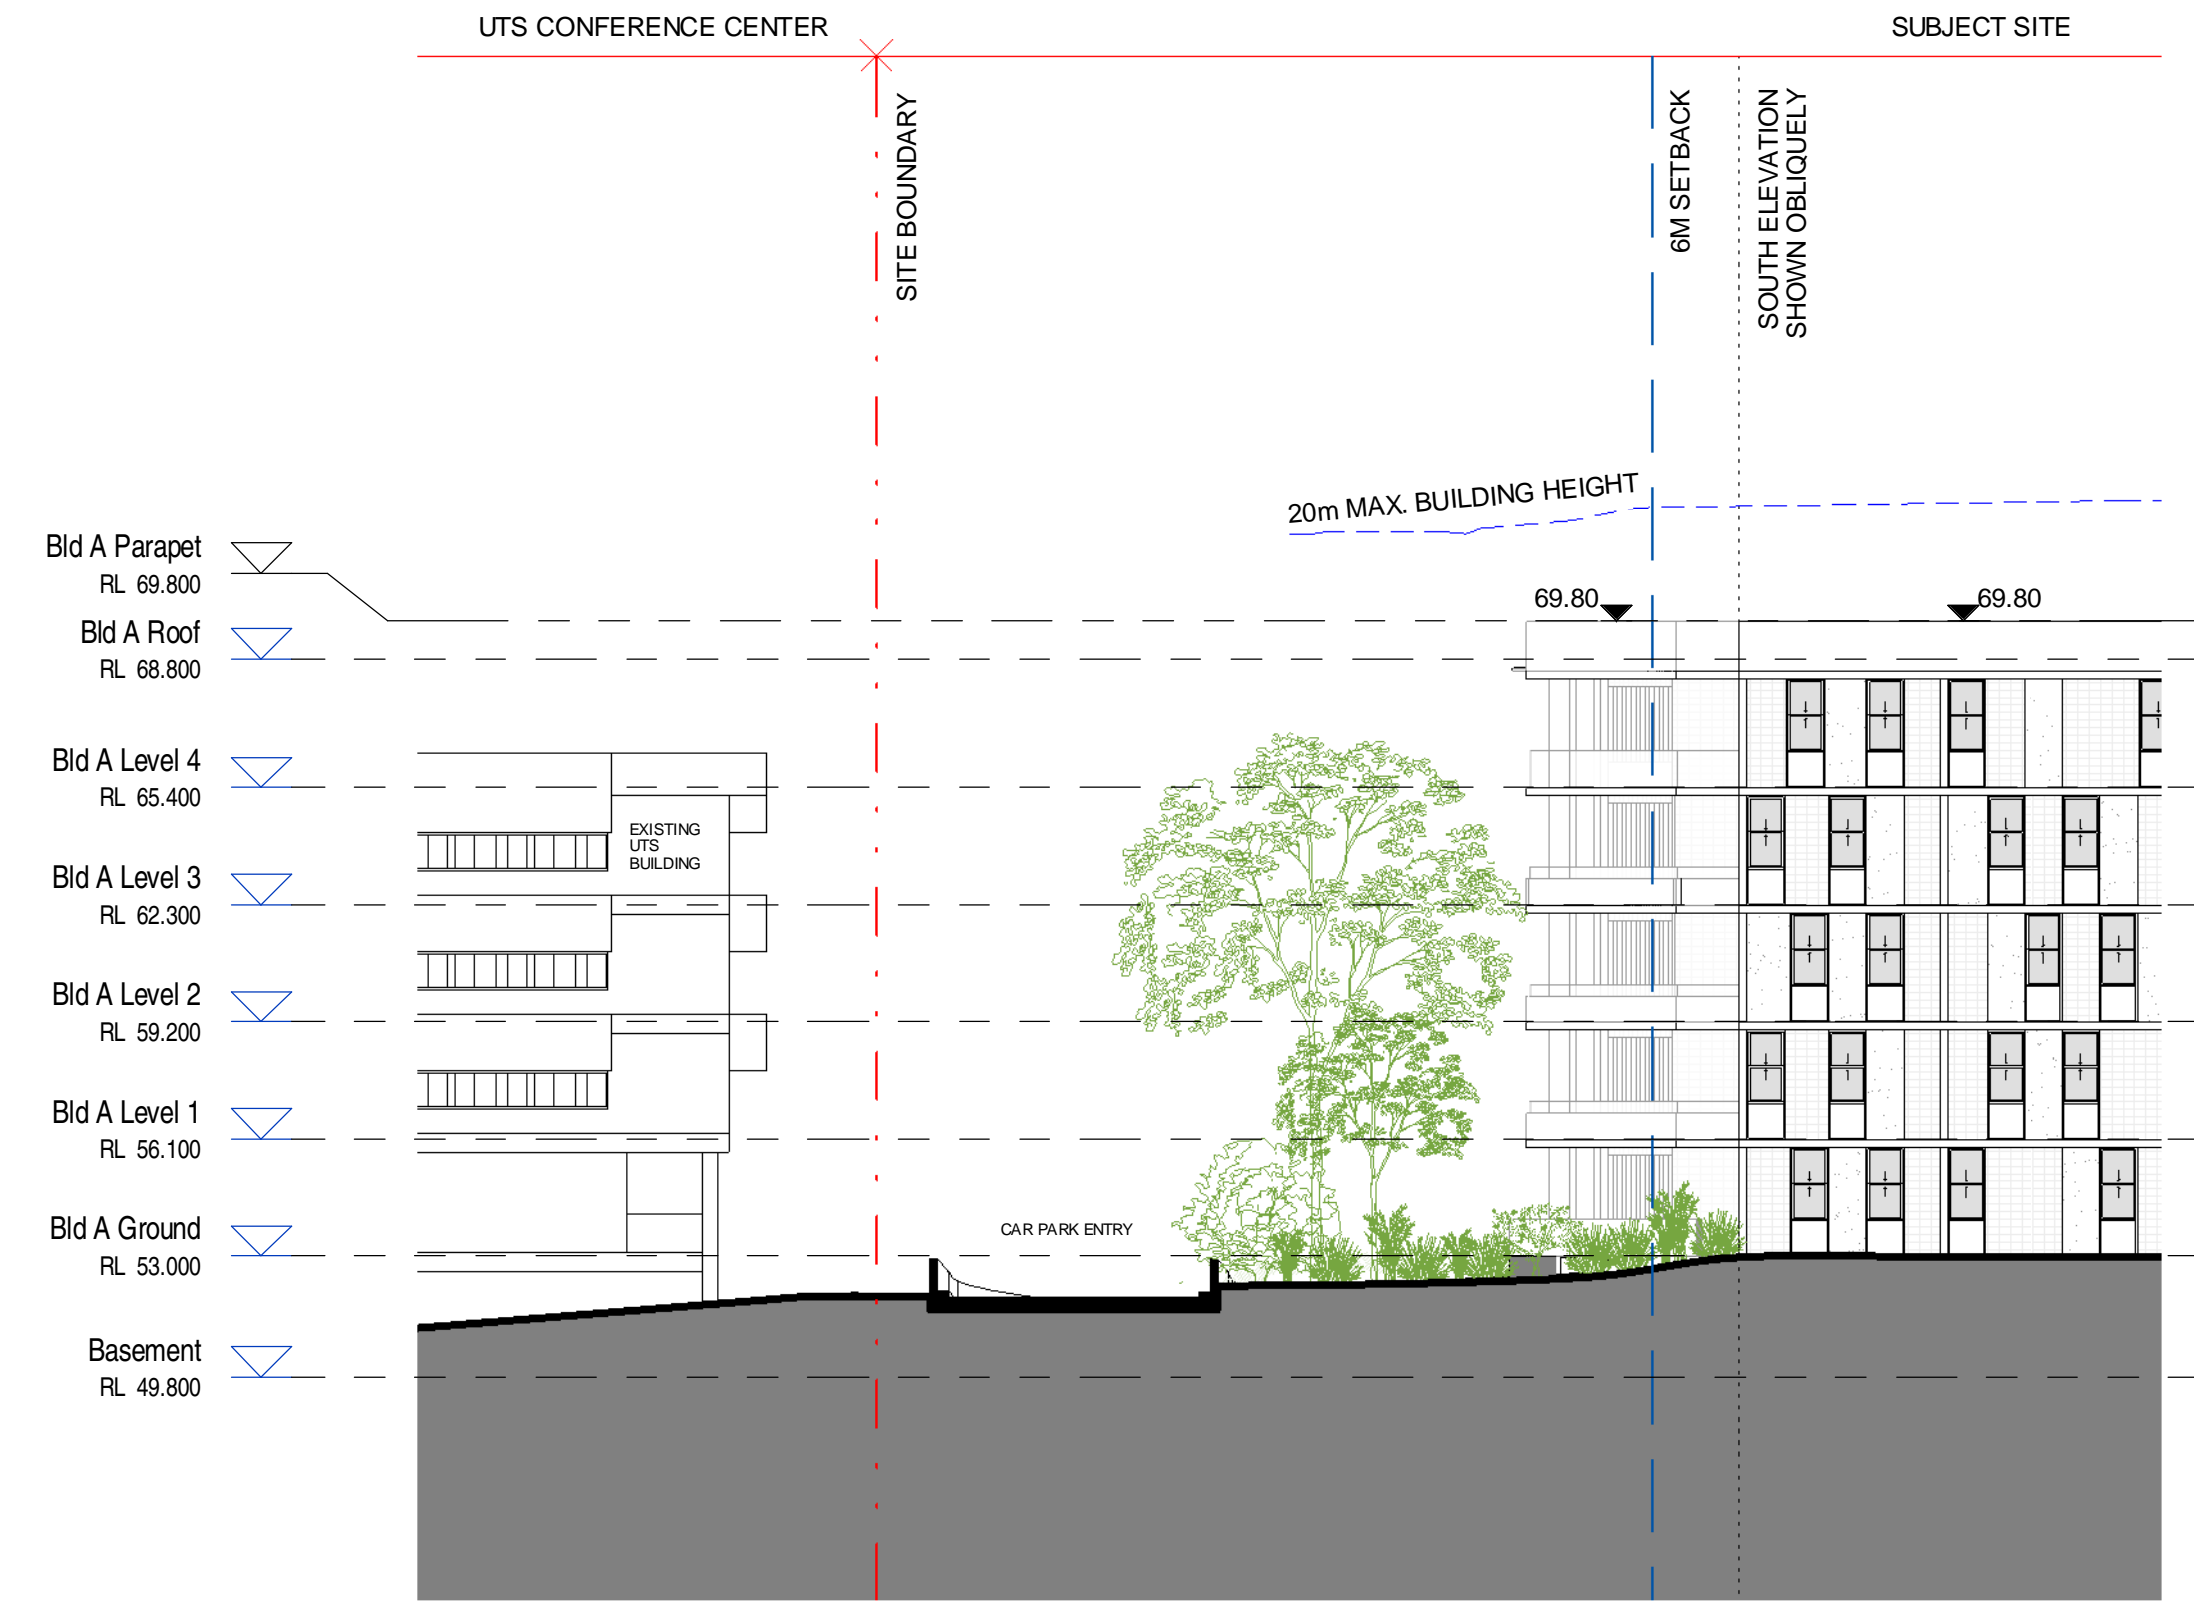 UTS CONFERENCE CENTER
SUBJECT SITE
SITE BOUNDARY
6M SETBACK
SOUTH ELEVATION
SHOWN OBLIQUELY
20m MAX. BUILDING HEIGHT
Bld A Parapet
RL 69.800
69.80
69.80
Bld A Roof
RL 68.800
Bld A Level 4
RL 65.400
EXISTING
UTS
BUILDING
Bld A Level 3
RL 62.300
Bld A Level 2
RL 59.200
Bld A Level 1
RL 56.100
CAR PARK ENTRY
Bld A Ground
RL 53.000
Basement
RL 49.800